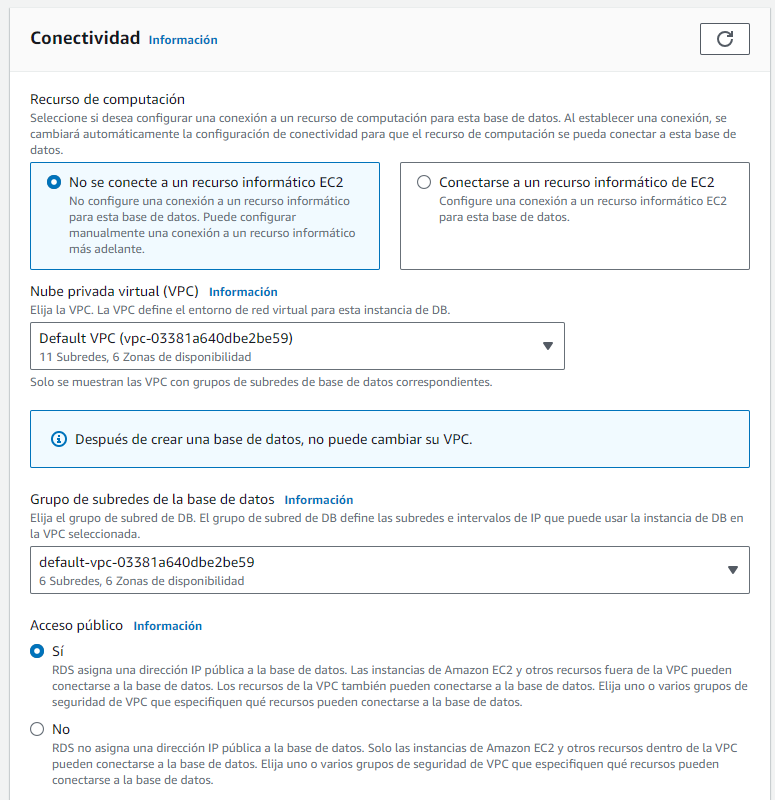 Conectividad Información
Recurso de computación
Seleccione si desea configurar una conexión a un recurso de computación para esta base de datos. Al establecer una conexión, se
cambiará automáticamente la configuración de conectividad para que el recurso de computación se pueda conectar a esta base de
datos.
No se conecte a un recurso informático EC2
No configure una conexión a un recurso informático
para esta base de datos. Puede configurar
manualmente una conexión a un recurso informático
más adelante.
Conectarse a un recurso informático de EC2
Configure una conexión a un recurso informático EC2
para esta base de datos.
Nube privada virtual (VPC) Información
Elija la VPC. La VPC define el entorno de red virtual para esta instancia de DB.
Default VPC (vpc-03381a640dbe2be59)
11 Subredes, 6 Zonas de disponibilidad
Solo se muestran las VPC con grupos de subredes de base de datos correspondientes.
Después de crear una base de datos, no puede cambiar su VPC.
Grupo de subredes de la base de datos Información
Elija el grupo de subred de DB. El grupo de subred de DB define las subredes e intervalos de IP que puede usar la instancia de DB en
la VPC seleccionada.
default-vpc-03381a640dbe2be59
6 Subredes, 6 Zonas de disponibilidad
Acceso público Información
Sí
RDS asigna una dirección IP pública a la base de datos. Las instancias de Amazon EC2 y otros recursos fuera de la VPC pueden
conectarse a la base de datos. Los recursos de la VPC también pueden conectarse a la base de datos. Elija uno o varios grupos de
seguridad de VPC que especifiquen qué recursos pueden conectarse a la base de datos.
No
RDS no asigna una dirección IP pública a la base de datos. Solo las instancias de Amazon EC2 y otros recursos dentro de la VPC
pueden conectarse a la base de datos. Elija uno o varios grupos de seguridad de VPC que especifiquen qué recursos pueden
conectarse a la base de datos.